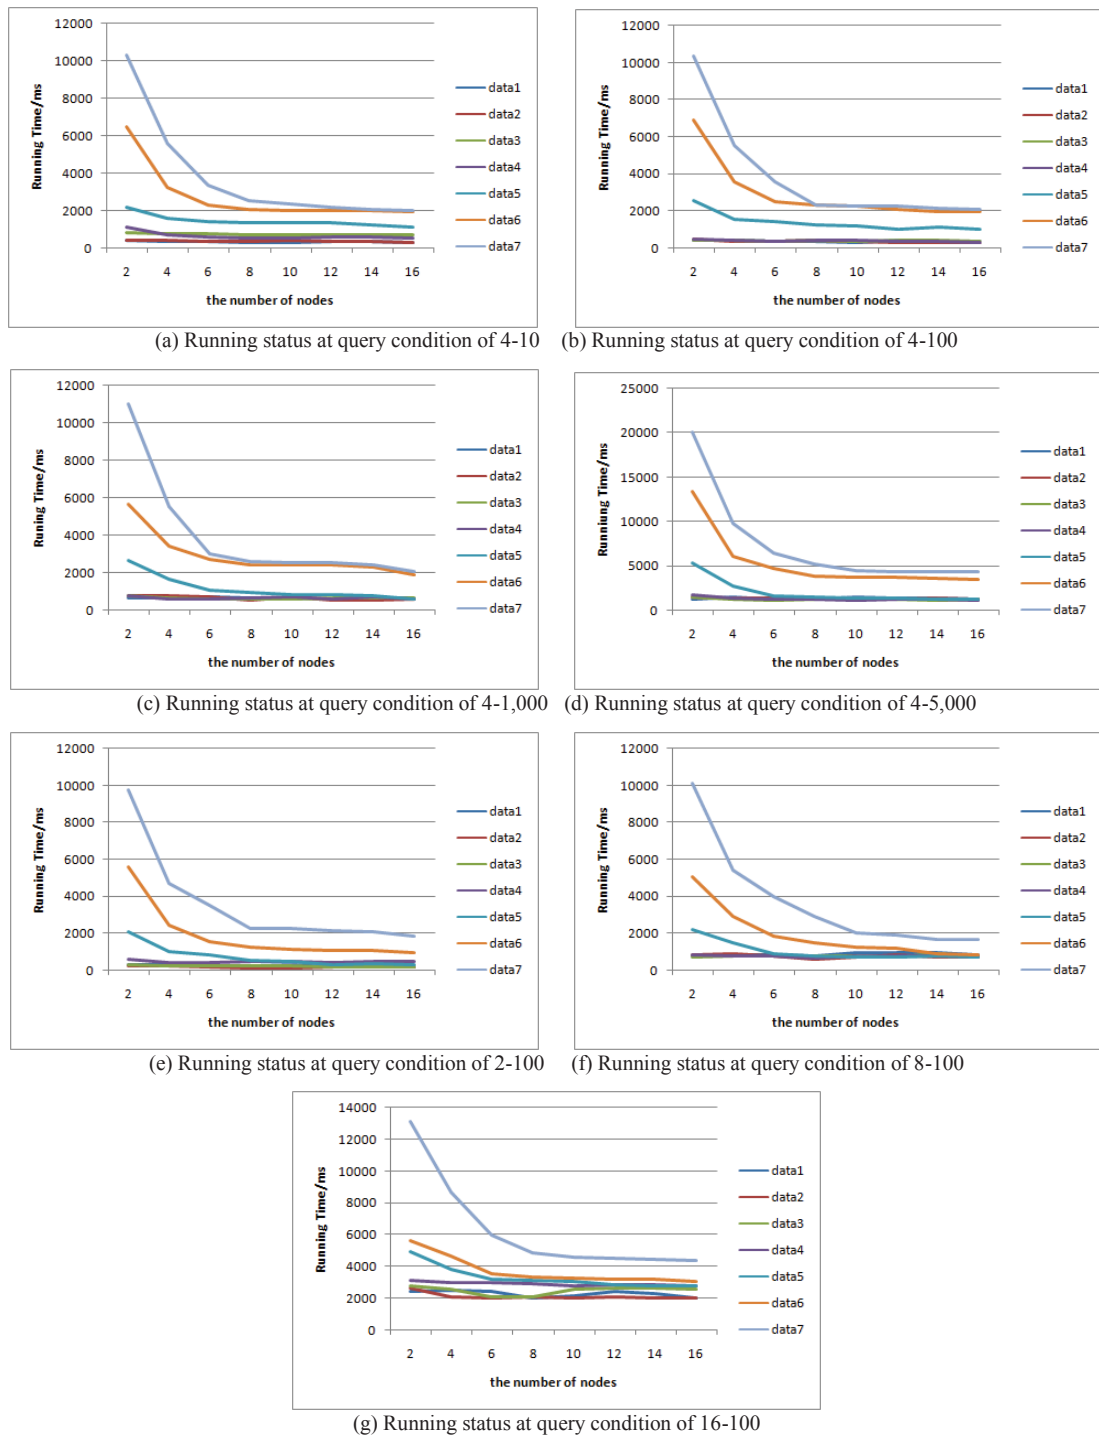 12000
10000
8000
6000
4000
2000
0
Running Time/ms
2 4 6 8 10 12 14 16
the number of nodes
data1
data2
data3
data4
data5
data6
data7
12000
10000
8000
6000
4000
2000
0
Running Time/ms
2 4 6 8 10 12 14 16
the number of nodes
data1
data2
data3
data4
data5
data6
data7
(a) Running status at query condition of 4-10 (b) Running status at query condition of 4-100
12000
10000
8000
6000
4000
2000
0
Runing Time/ms
2 4 6 8 10 12 14 16
the number of nodes
data1
data2
data3
data4
data5
data6
data7
25000
20000
15000
10000
5000
0
Runniung Time/ms
2 4 6 8 10 12 14 16
the number of nodes
data1
data2
data3
data4
data5
data6
data7
(c) Running status at query condition of 4-1,000 (d) Running status at query condition of 4-5,000
12000
10000
8000
6000
4000
2000
0
Running Time/ms
2 4 6 8 10 12 14 16
the number of nodes
data1
data2
data3
data4
data5
data6
data7
12000
10000
8000
6000
4000
2000
0
Running Time/ms
2 4 6 8 10 12 14 16
the number of nodes
data1
data2
data3
data4
data5
data6
data7
(e) Running status at query condition of 2-100 (f) Running status at query condition of 8-100
14000
12000
10000
8000
6000
4000
2000
0
Running Time/ms
2 4 6 8 10 12 14 16
the number of nodes
data1
data2
data3
data4
data5
data6
data7
(g) Running status at query condition of 16-100